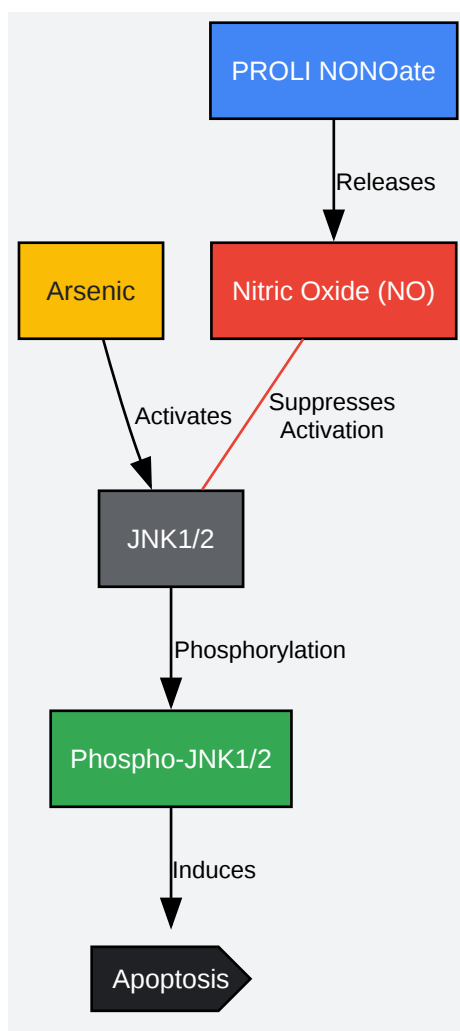 PROLI NONOate
Releases
Arsenic
Nitric Oxide (NO)
Activates
Suppresses
Activation
JNK1/2
Phosphorylation
Phospho-JNK1/2
Induces
Apoptosis